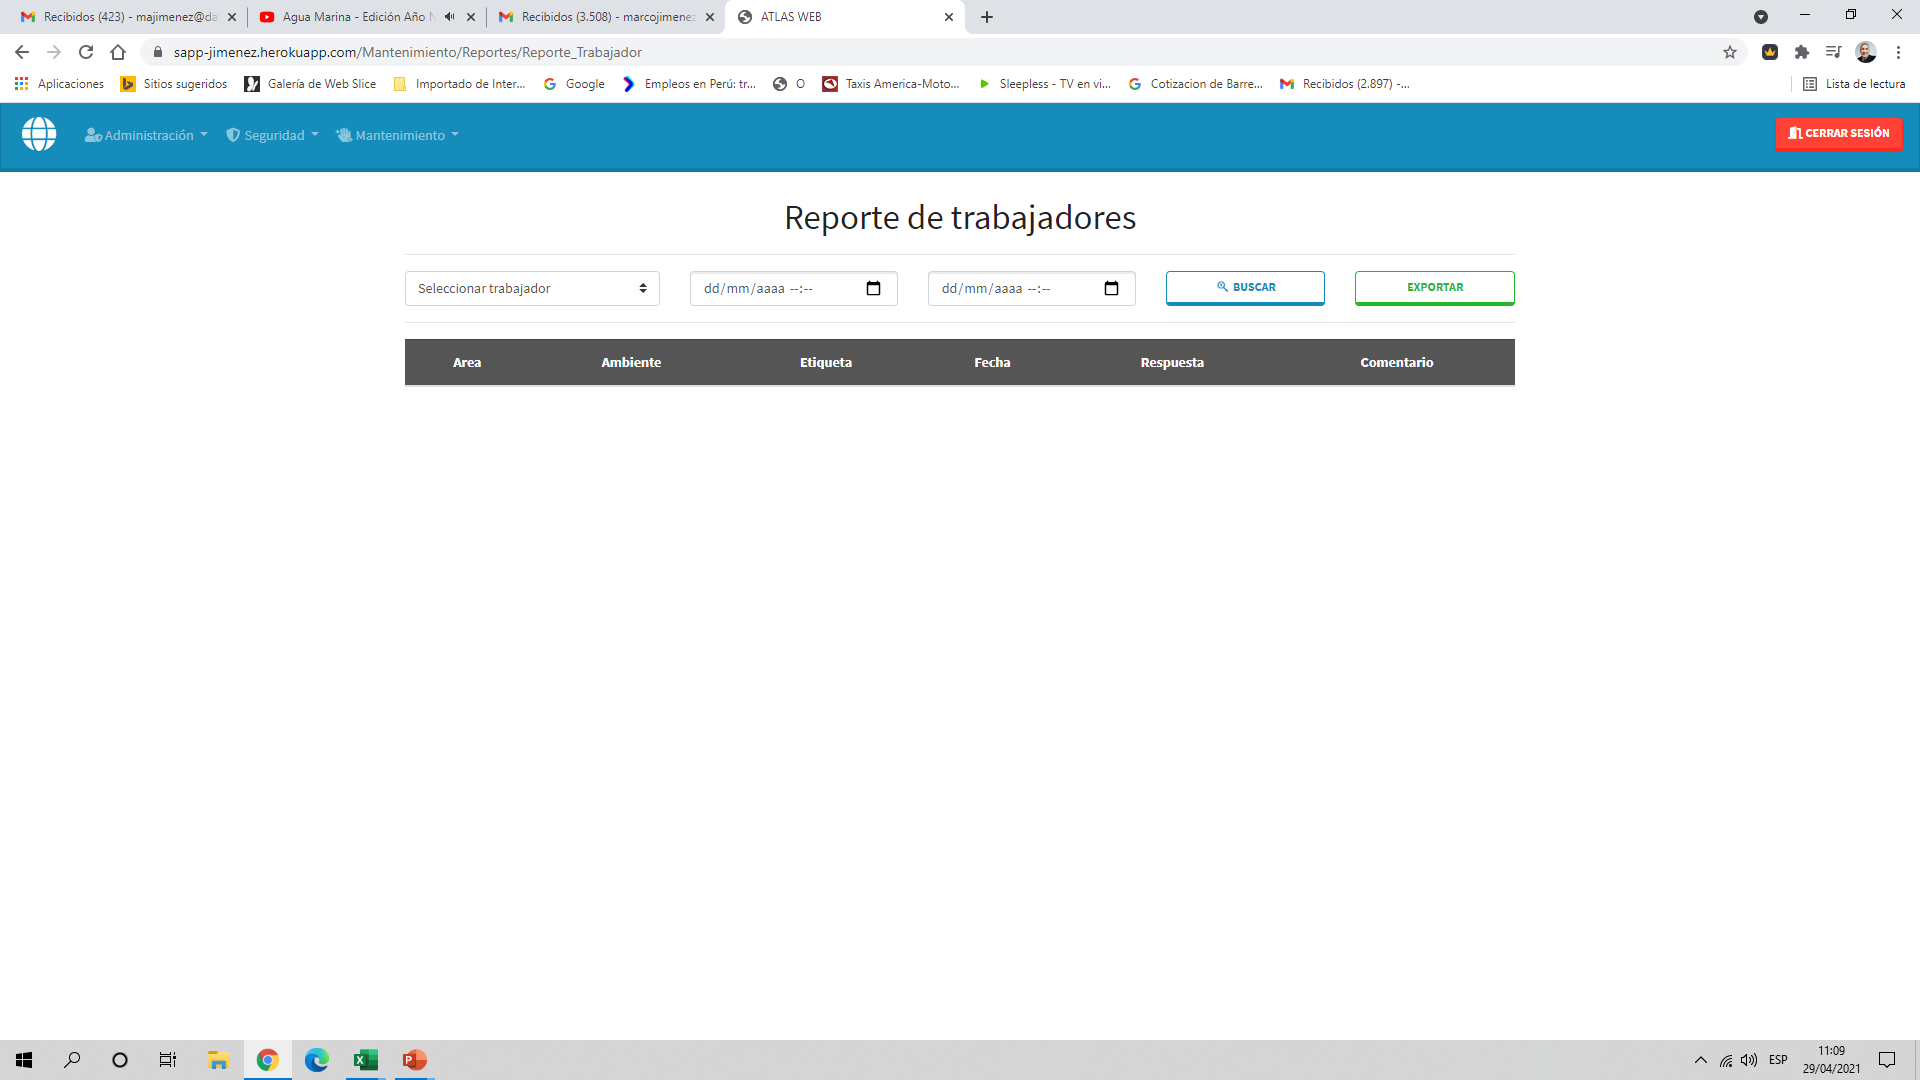 Recibidos (423) - majimenez@da
Agua Marina - Edición Año N
Recibidos (3.508) - marcojimenez
ATLAS WEB
sapp-jimenez.herokuapp.com/Mantenimiento/Reportes/Reporte_Trabajador
Aplicaciones
Sitios sugeridos
Galería de Web Slice
Importado de Inter...
Google
Empleos en Perú: tr...
O
Taxis America-Moto...
Sleepless - TV en vi...
Cotizacion de Barre...
Recibidos (2.897) -...
Lista de lectura
Administración
Seguridad
Mantenimiento
CERRAR SESIÓN
Reporte de trabajadores
Seleccionar trabajador
dd/mm/aaaa --:--
dd/mm/aaaa --:--
BUSCAR
EXPORTAR
Area
Ambiente
Etiqueta
Fecha
Respuesta
Comentario
ESP
11:09
29/04/2021